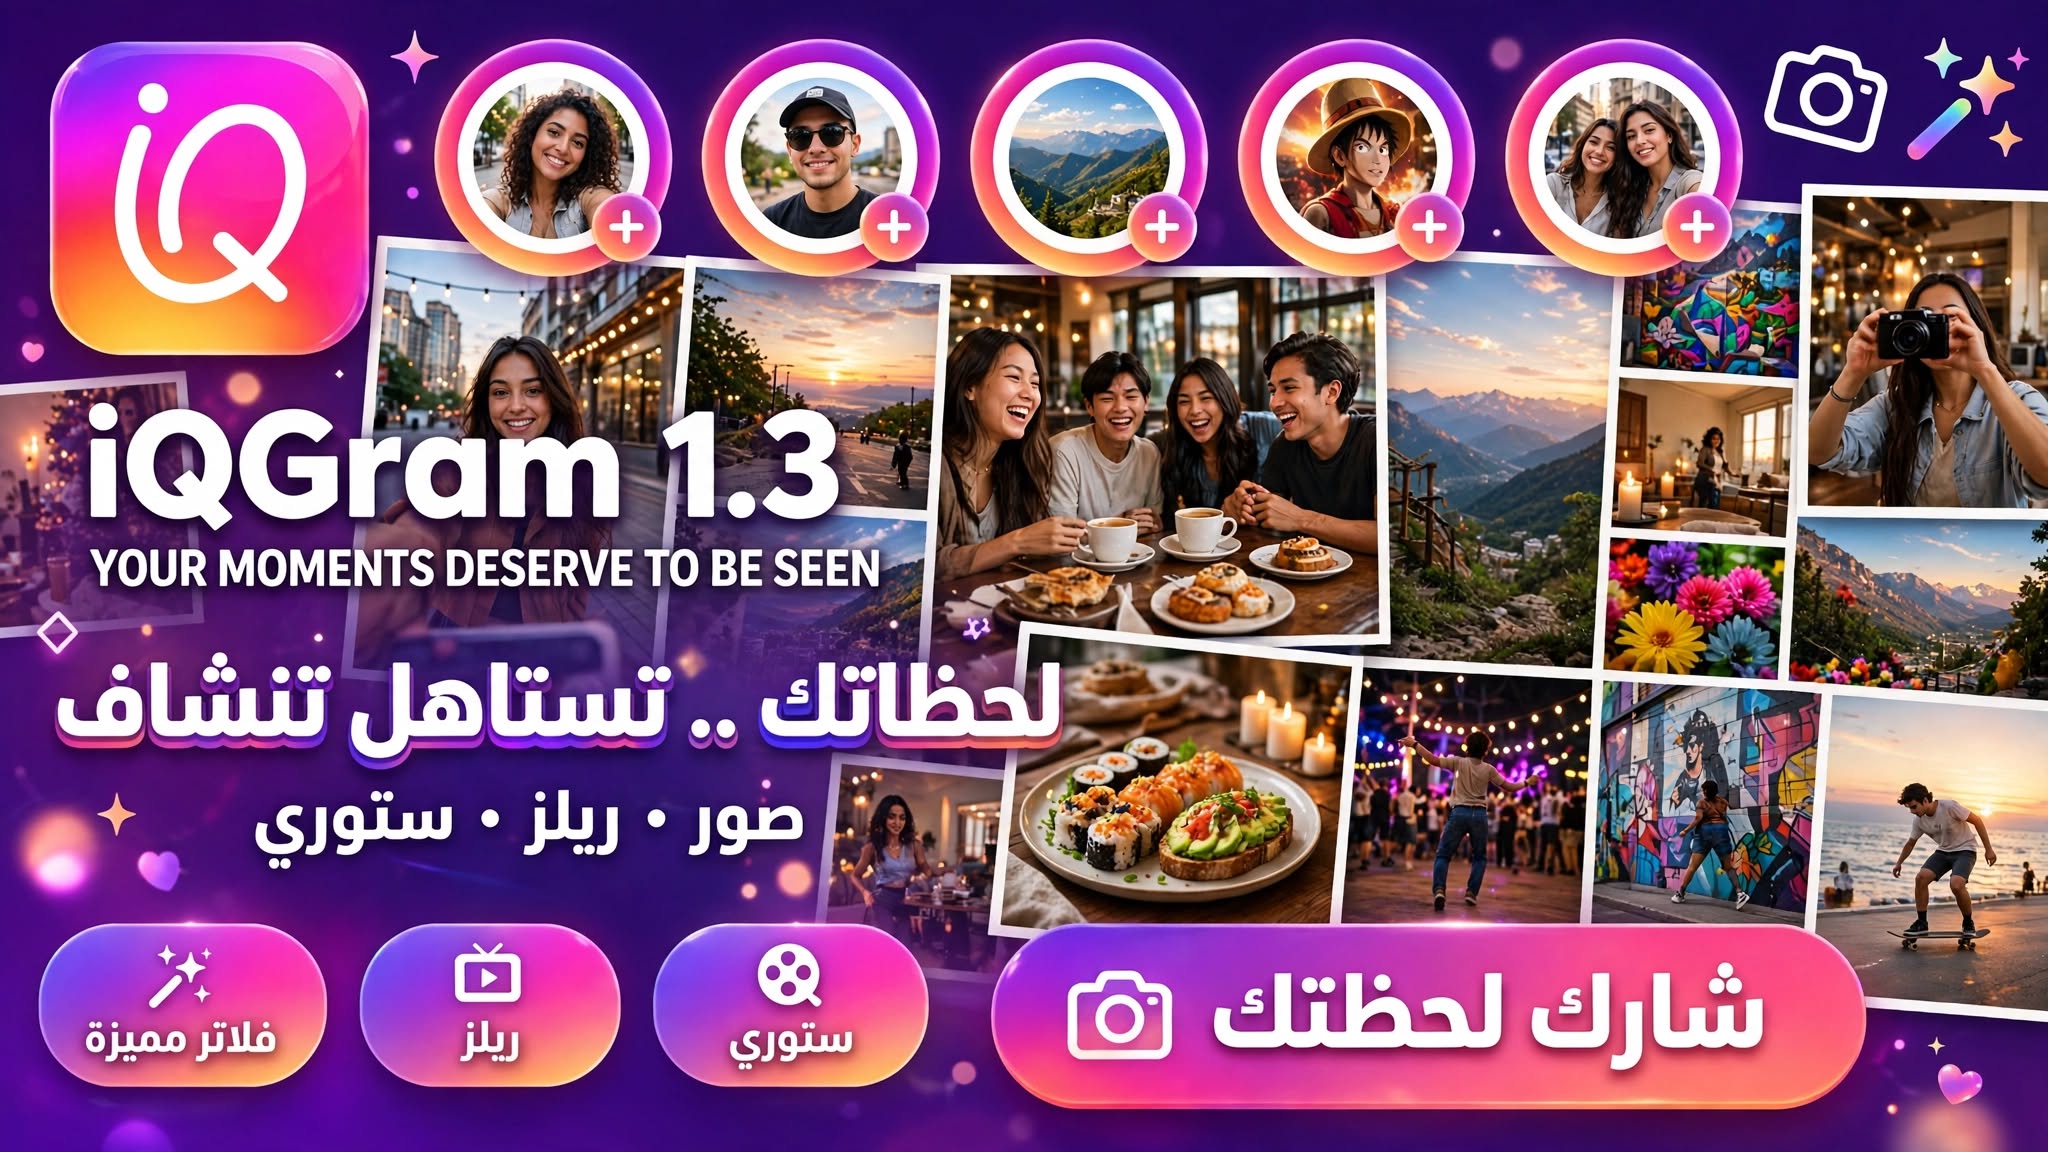 iQ
iQGram 1.3
YOUR MOMENTS DESERVE TO BE SEEN
لحظاتك .. تستاهل تنشاف
صور • ريلز • ستوري
فلاتر مميزة
ريلز
ستوري
شارك لحظتك